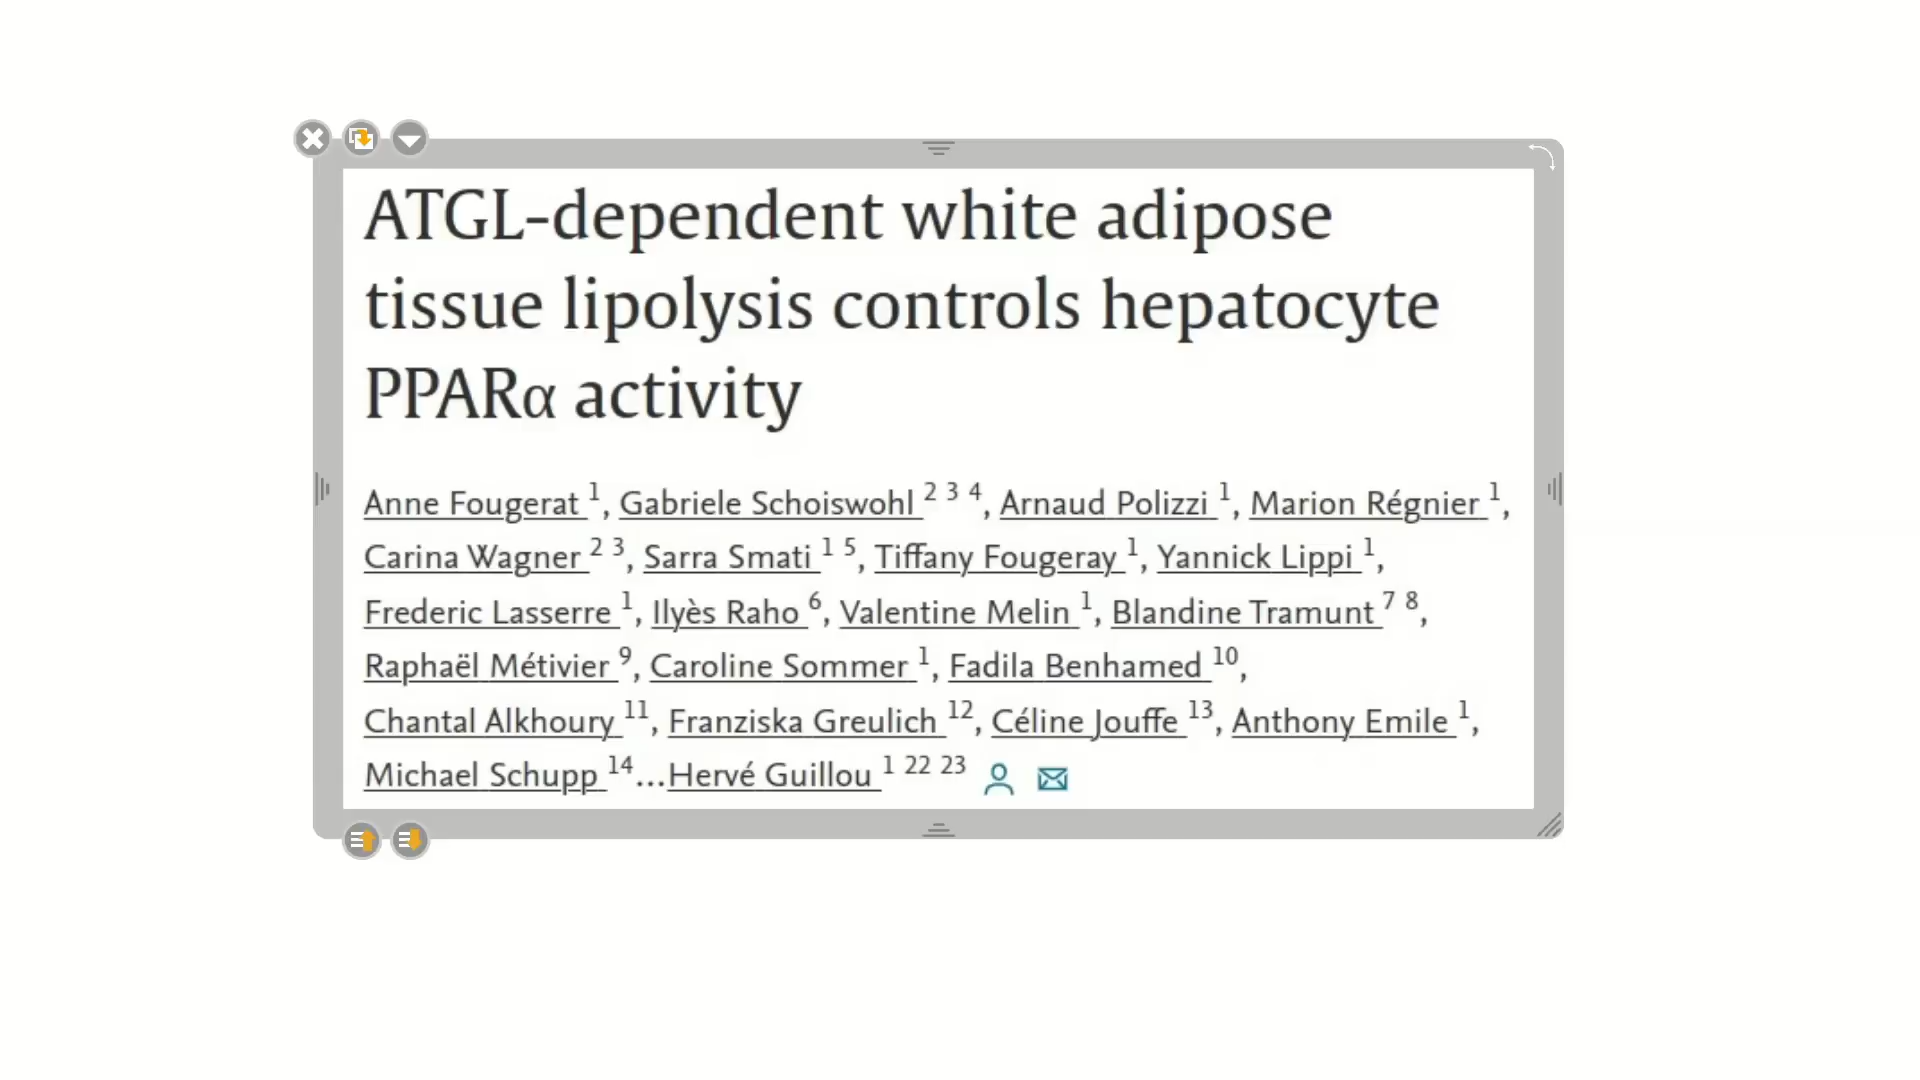 ATGL-dependent white adipose
tissue lipolysis controls hepatocyte
PPARα activity
Anne Fougerat 1, Gabriele Schoiswohl 2 3 4, Arnaud Polizzi 1, Marion Régnier 1,
Carina Wagner 2 3, Sarra Smati 1 5, Tiffany Fougeray 1, Yannick Lippi 1,
Frederic Lasserre 1, Ilyès Raho 6, Valentine Melin 1, Blandine Tramunt 7 8,
Raphaël Métivier 9, Caroline Sommer 1, Fadila Benhamed 10,
Chantal Alkhoury 11, Franziska Greulich 12, Céline Jouffe 13, Anthony Emile 1,
Michael Schupp 14...Hervé Guillou 1 22 23